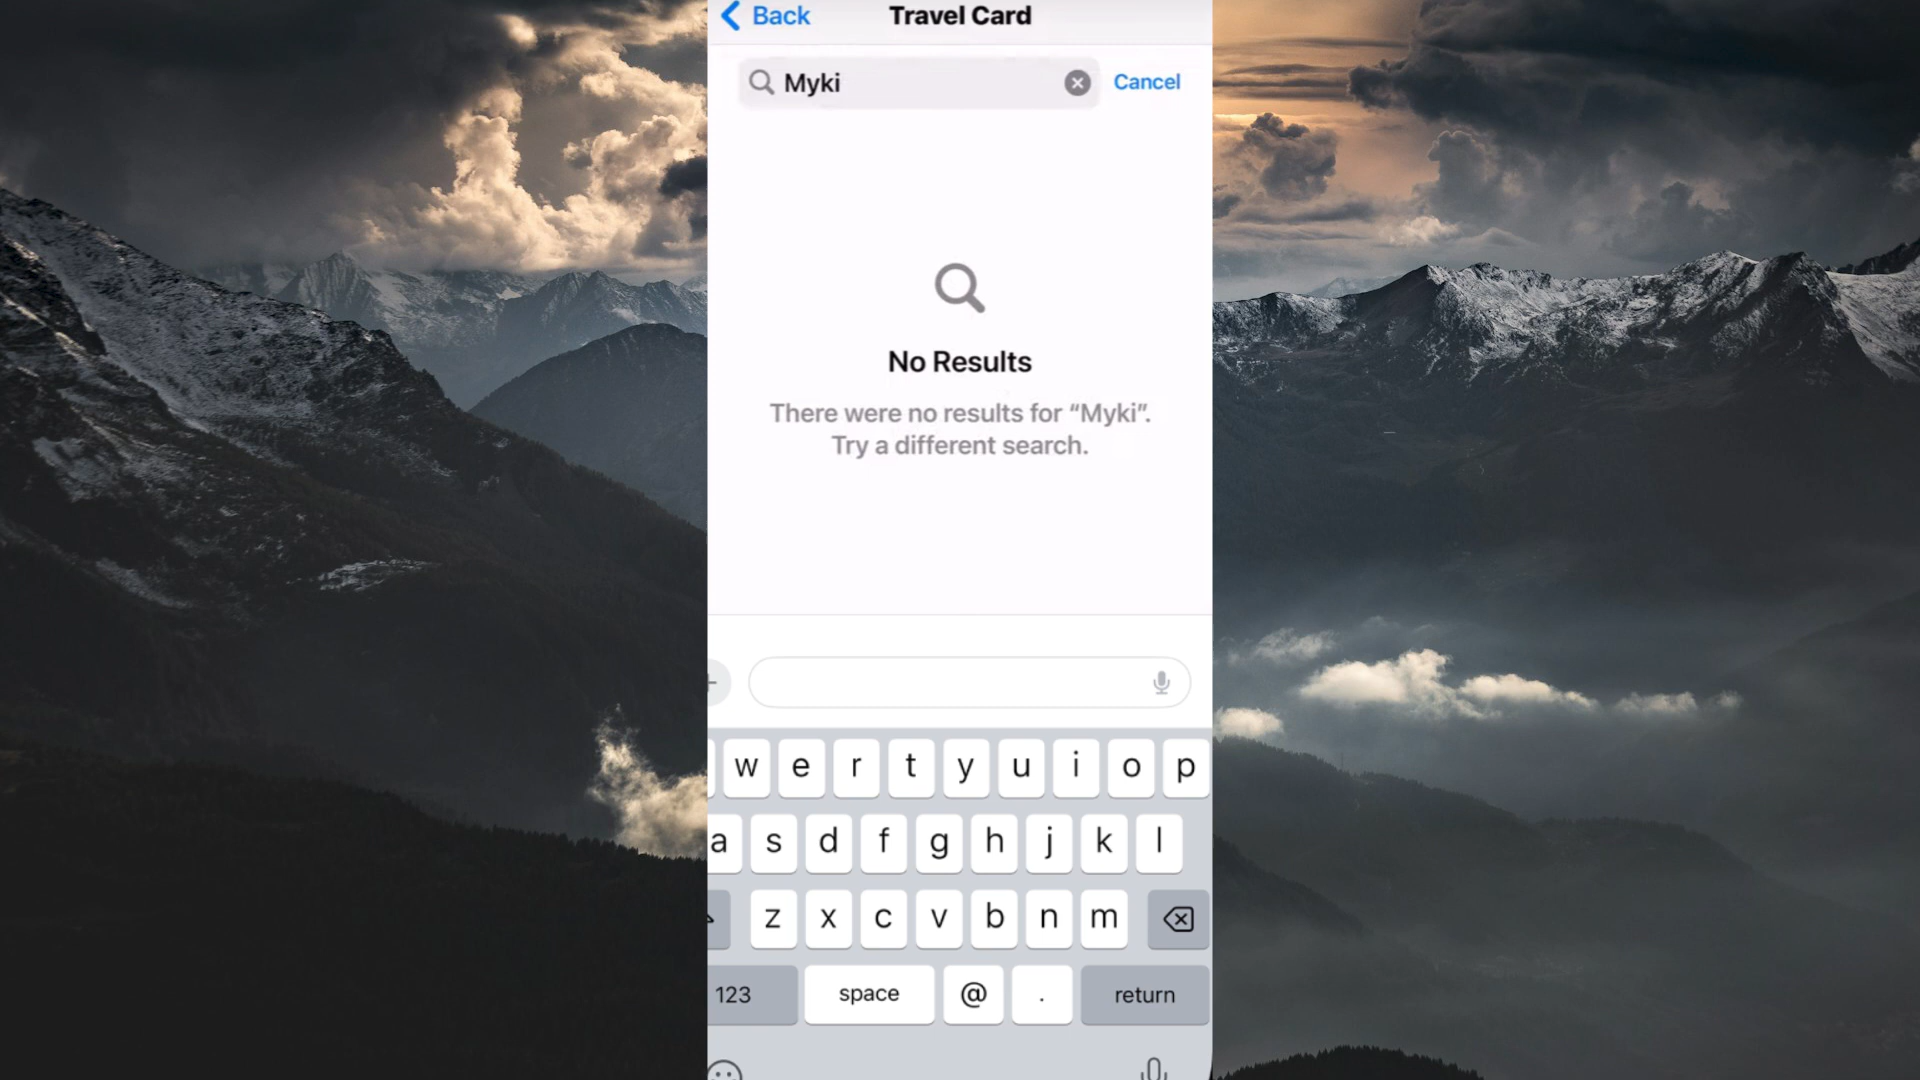 Back
Travel Card
Myki
Cancel
No Results
There were no results for “Myki”.
Try a different search.
w e r t y u i o p
a s d f g h j k l
z x c v b n m
123 space @ . return